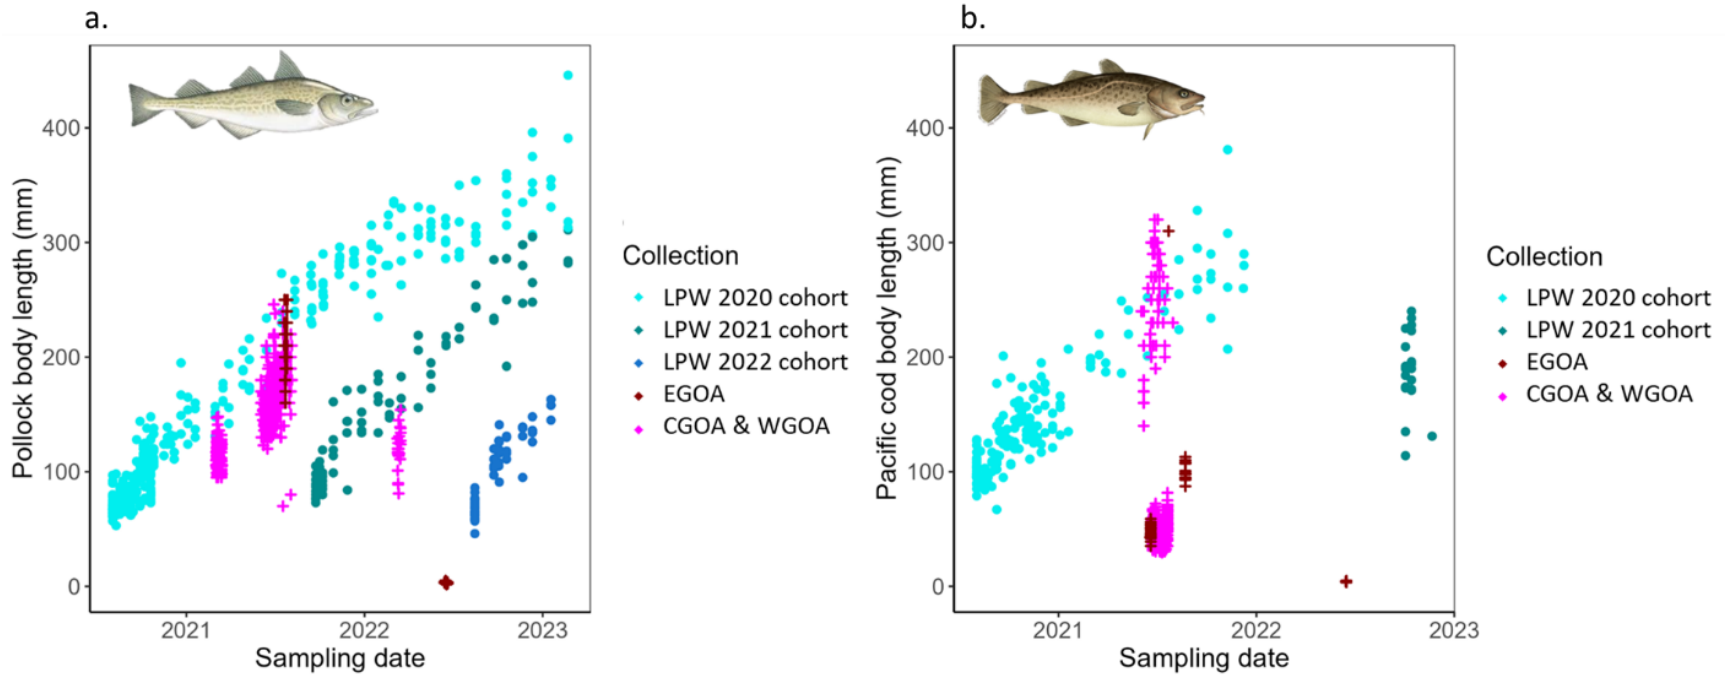 a.
Pollock body length (mm)
400
300
200
100
0
2021 2022 2023
Sampling date
Collection
LPW 2020 cohort
LPW 2021 cohort
LPW 2022 cohort
EGOA
CGOA & WGOA
b.
Pacific cod body length (mm)
400
300
200
100
0
2021 2022 2023
Sampling date
Collection
LPW 2020 cohort
LPW 2021 cohort
EGOA
CGOA & WGOA